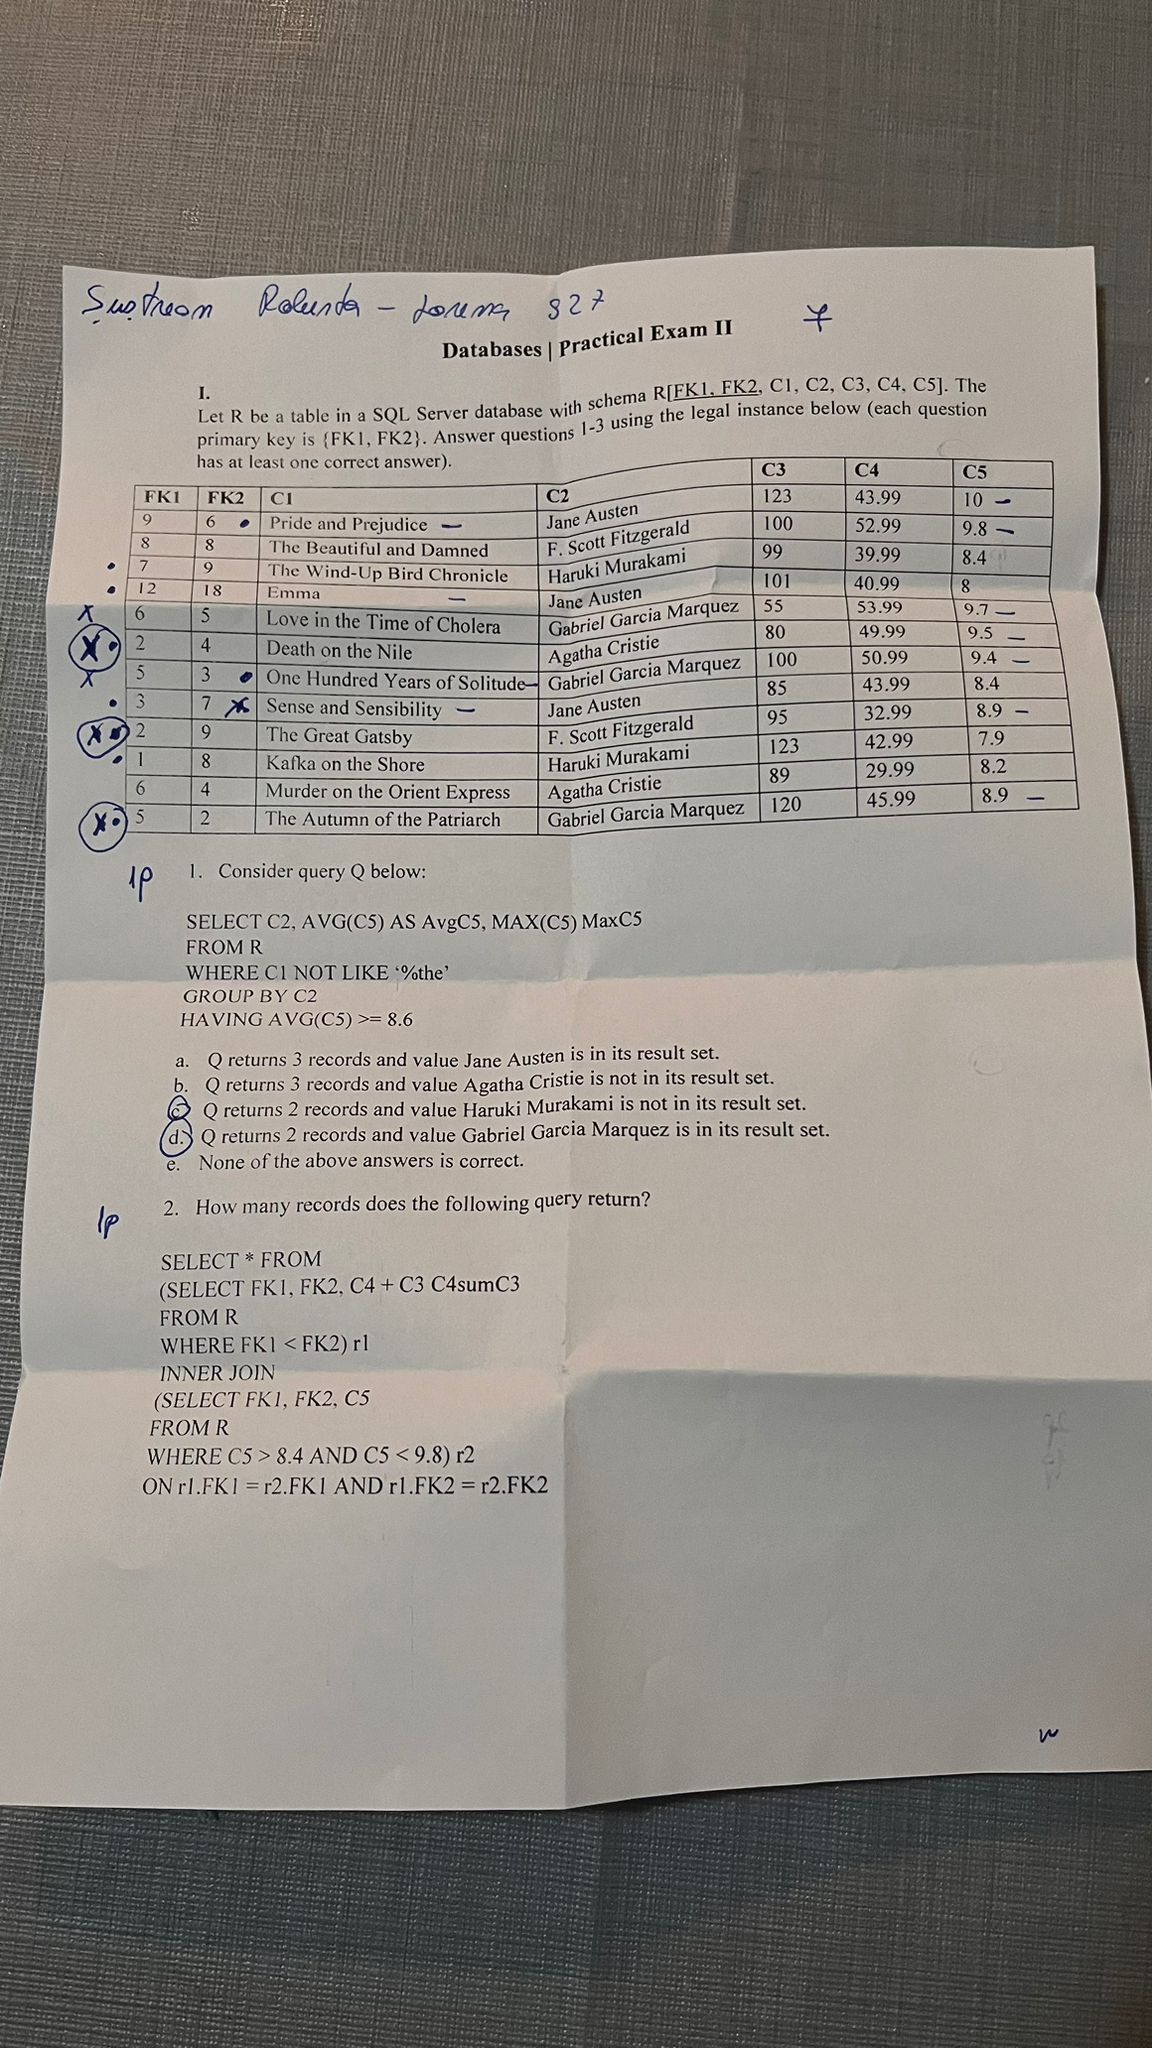 Databases | Practical Exam II
I.
Let R be a table in a SQL Server database with schema R[FK1, FK2, C1, C2, C3, C4, C5]. The
primary key is {FK1, FK2}. Answer questions 1-3 using the legal instance below (each question
has at least one correct answer).
FK1 FK2 C1 C2 C3 C4 C5
9 6 Pride and Prejudice Jane Austen 123 43.99 10
8 8 The Beautiful and Damned F. Scott Fitzgerald 100 52.99 9.8
7 9 The Wind-Up Bird Chronicle Haruki Murakami 99 39.99 8.4
12 18 Emma Jane Austen 101 40.99 8
6 5 Love in the Time of Cholera Gabriel Garcia Marquez 55 53.99 9.7
2 4 Death on the Nile Agatha Cristie 80 49.99 9.5
5 3 One Hundred Years of Solitude Gabriel Garcia Marquez 100 50.99 9.4
3 7 Sense and Sensibility Jane Austen 85 43.99 8.4
2 9 The Great Gatsby F. Scott Fitzgerald 95 32.99 8.9
1 8 Kafka on the Shore Haruki Murakami 123 42.99 7.9
6 4 Murder on the Orient Express Agatha Cristie 89 29.99 8.2
5 2 The Autumn of the Patriarch Gabriel Garcia Marquez 120 45.99 8.9
1p 1. Consider query Q below:
SELECT C2, AVG(C5) AS AvgC5, MAX(C5) MaxC5
FROM R
WHERE C1 NOT LIKE '%the'
GROUP BY C2
HAVING AVG(C5) >= 8.6
a. Q returns 3 records and value Jane Austen is in its result set.
b. Q returns 3 records and value Agatha Cristie is not in its result set.
c. Q returns 2 records and value Haruki Murakami is not in its result set.
d. Q returns 2 records and value Gabriel Garcia Marquez is in its result set.
e. None of the above answers is correct.
1p 2. How many records does the following query return?
SELECT * FROM
(SELECT FK1, FK2, C4 + C3 C4sumC3
FROM R
WHERE FK1 < FK2) r1
INNER JOIN
(SELECT FK1, FK2, C5
FROM R
WHERE C5 > 8.4 AND C5 < 9.8) r2
ON r1.FK1 = r2.FK1 AND r1.FK2 = r2.FK2